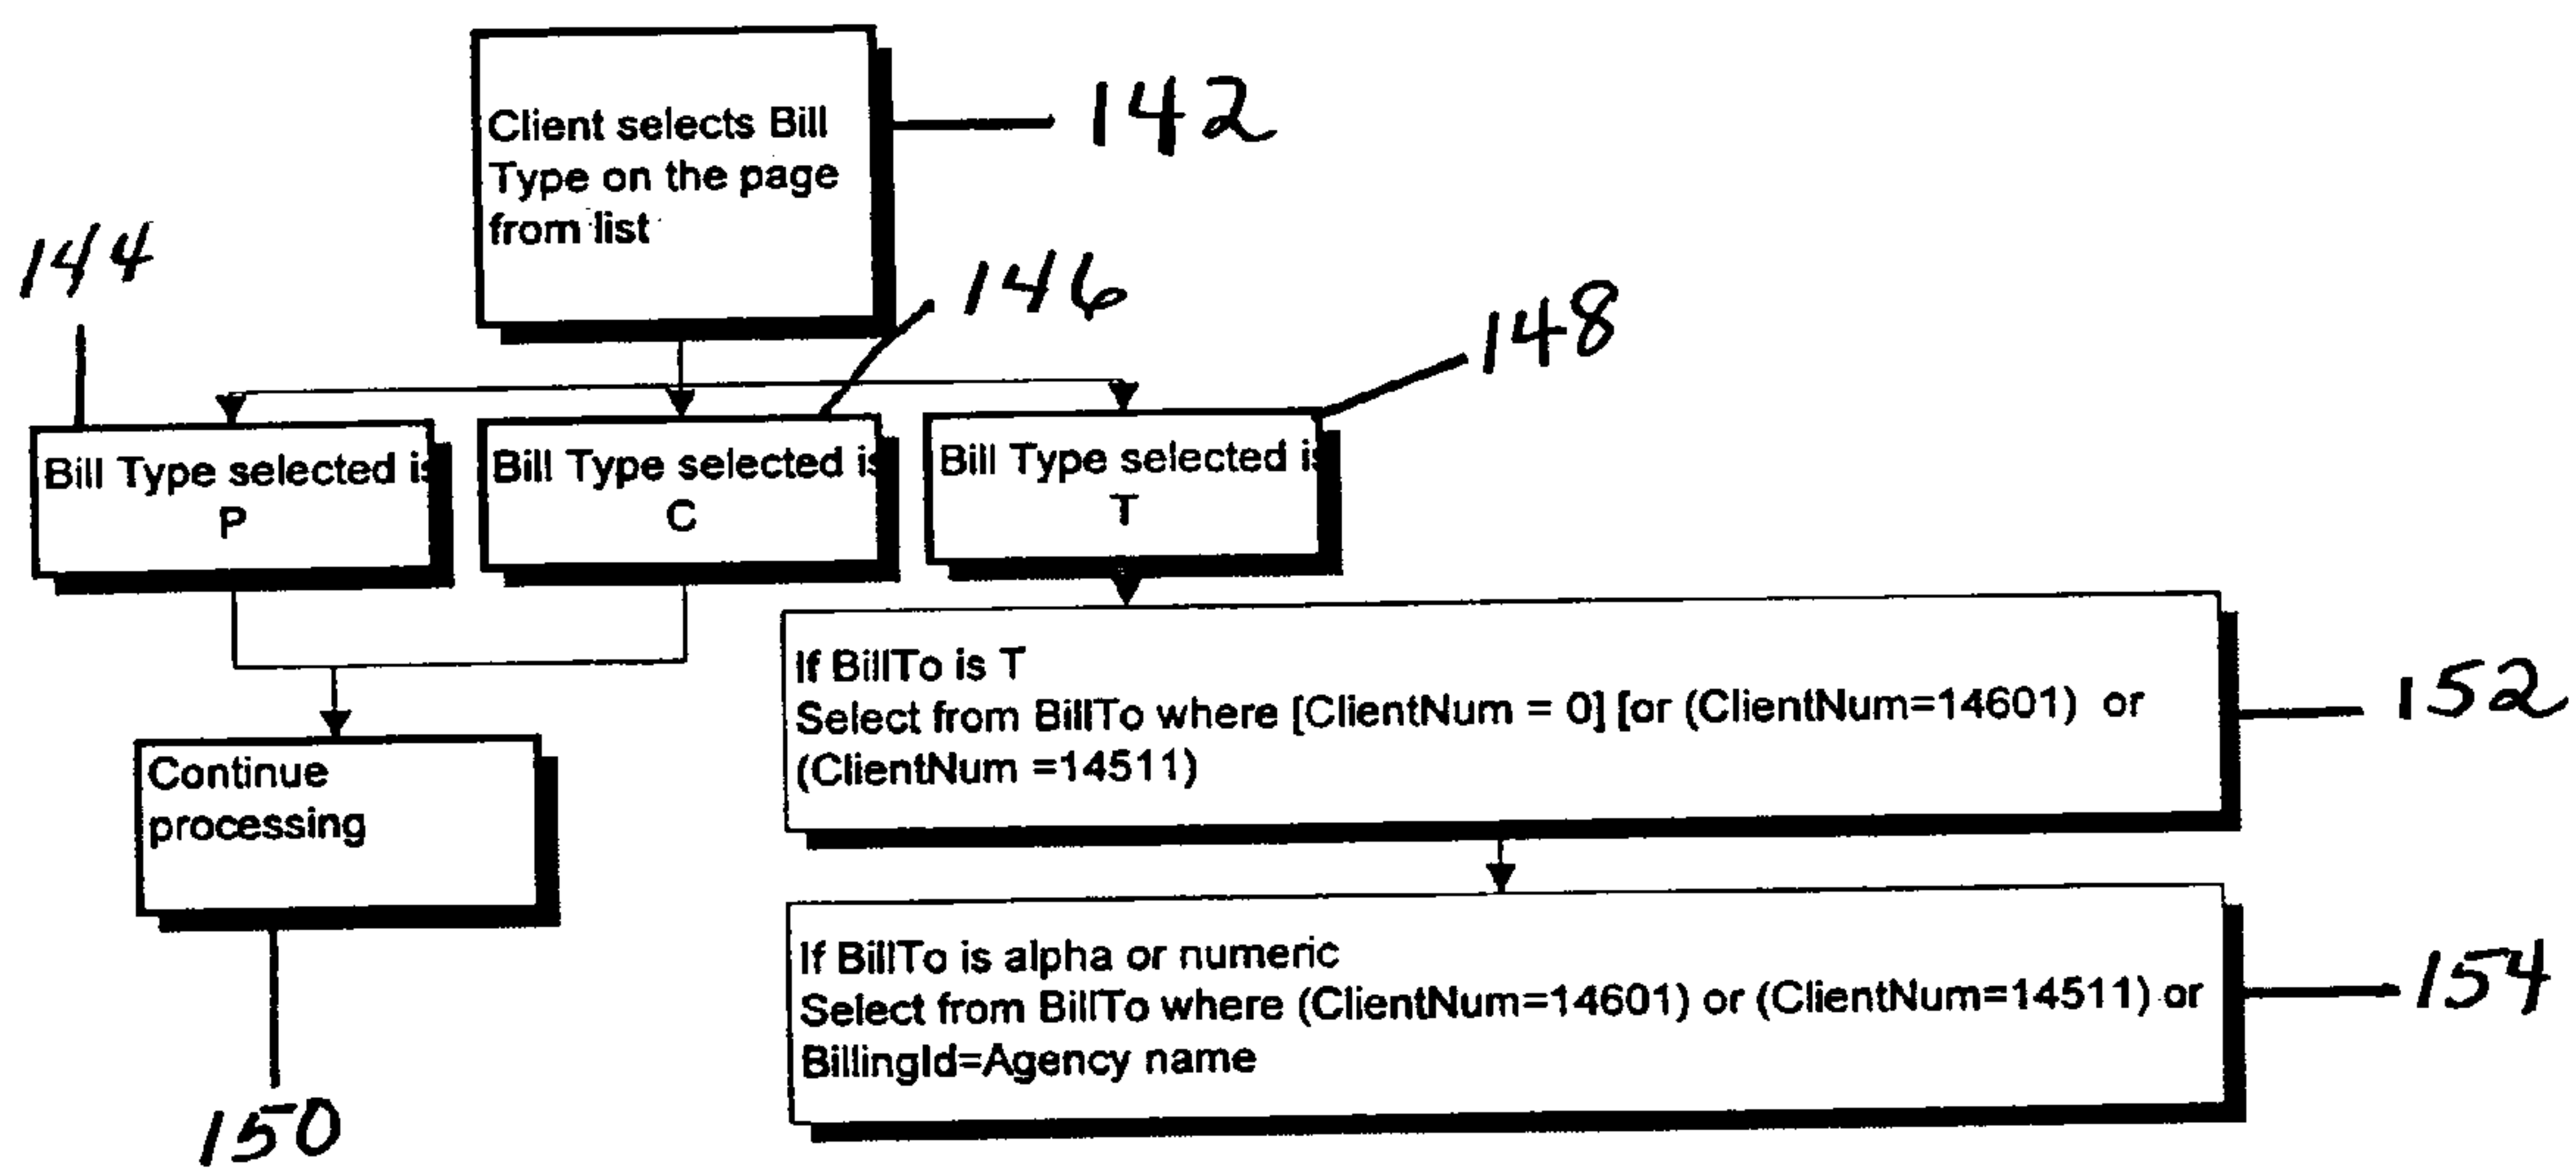 Client selects Bill
Type on the page
from list
142
144
146
148
Bill Type selected is
P
Bill Type selected is
C
Bill Type selected is
T
If BillTo is T
Select from BillTo where [ClientNum = 0] [or (ClientNum=14601) or
(ClientNum =14511)
152
Continue
processing
150
If BillTo is alpha or numeric
Select from BillTo where (ClientNum=14601) or (ClientNum=14511) or
BillingId=Agency name
154